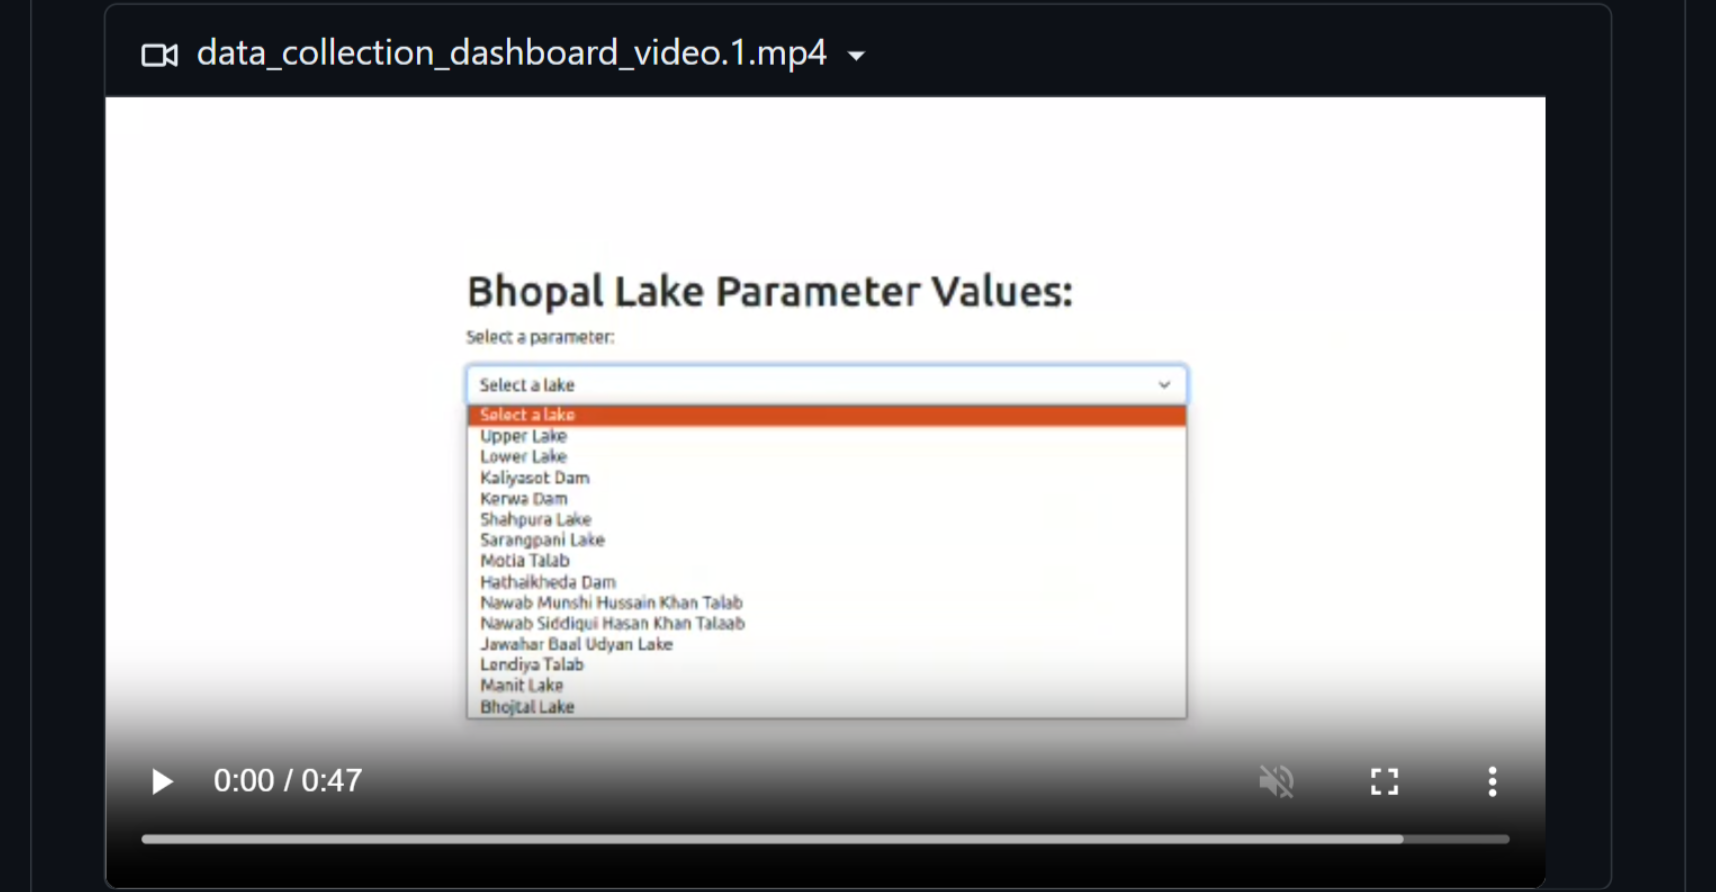 data_collection_dashboard_video.1.mp4
Bhopal Lake Parameter Values:
Select a parameter:
Select a lake
Select a lake
Upper Lake
Lower Lake
Kaliyasot Dam
Kerwa Dam
Shahpura Lake
Sarangpani Lake
Motia Talab
Hathaikheda Dam
Nawab Munshi Hussain Khan Talab
Nawab Siddiqui Hasan Khan Talaab
Jawahar Baal Udyan Lake
Lendiya Talab
Manit Lake
Bhojtal Lake
0:00 / 0:47